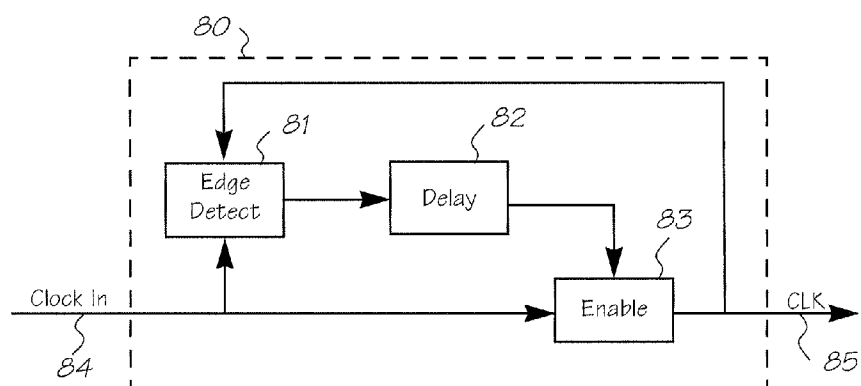 80
81
82
Edge
Detect
Delay
83
Clock in
Enable
CLK
84
85